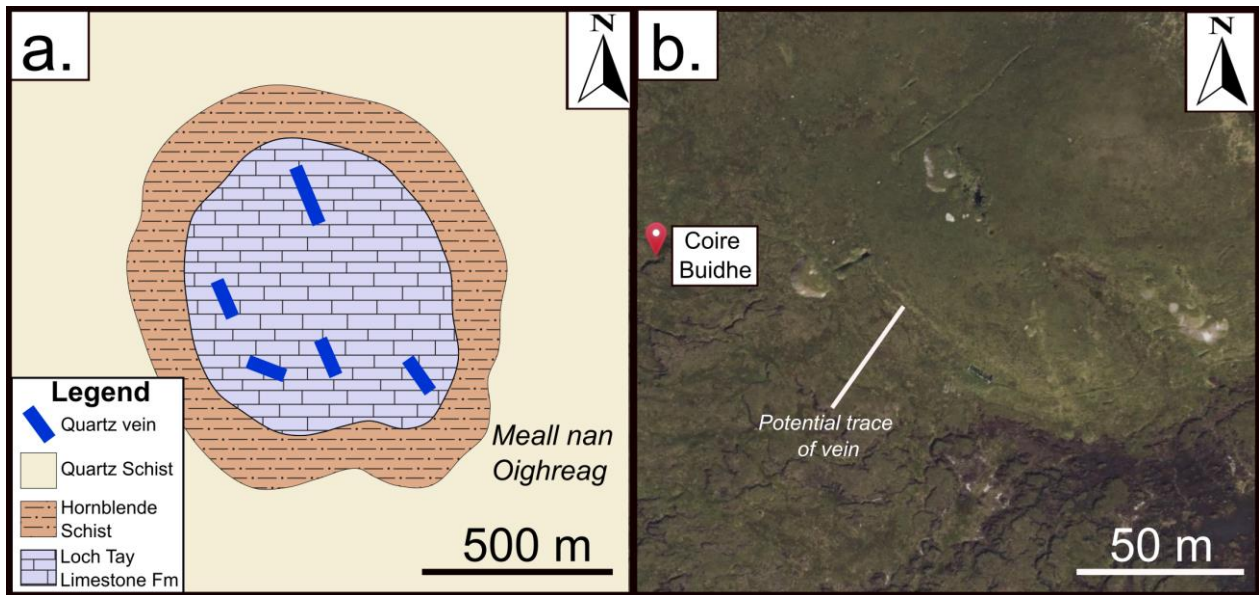 a.
N
Legend
Quartz vein
Quartz Schist
Hornblende
Schist
Loch Tay
Limestone Fm
Meall nan
Oighreag
500 m
b.
N
Coire
Buidhe
Potential trace
of vein
50 m